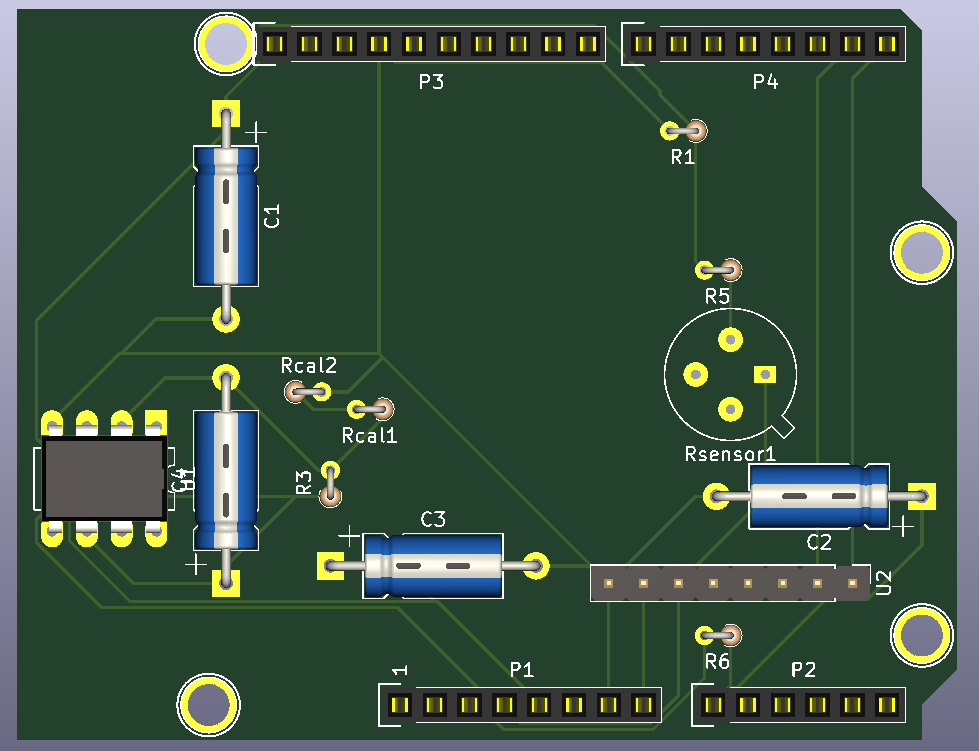 P3
P4
+
R1
C1
R5
Rcal2
Rcal1
Rsensor1
R3
C4
U1
C3
+
+
C2
+
U2
R6
1
P1
P2